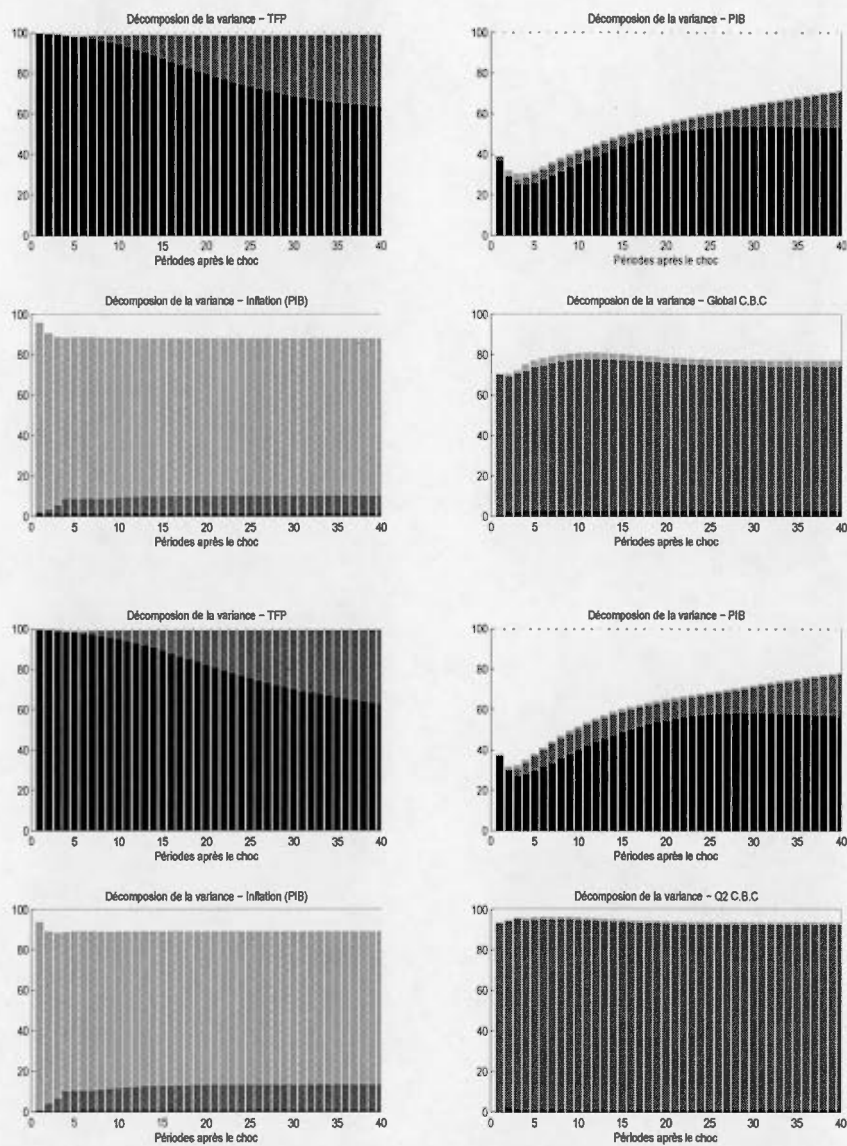 Décomposion de la variance – TFP
100
80
60
40
20
0
0 5 10 15 20 25 30 35 40
Périodes après le choc
Décomposion de la variance – PIB
100
80
60
40
20
0
0 5 10 15 20 25 30 35 40
Périodes après le choc
Décomposion de la variance – Inflation (PIB)
100
80
60
40
20
0
0 5 10 15 20 25 30 35 40
Périodes après le choc
Décomposion de la variance – Global C.B.C
100
80
60
40
20
0
0 5 10 15 20 25 30 35 40
Périodes après le choc
Décomposion de la variance – TFP
100
80
60
40
20
0
0 5 10 15 20 25 30 35 40
Périodes après le choc
Décomposion de la variance – PIB
100
80
60
40
20
0
0 5 10 15 20 25 30 35 40
Périodes après le choc
Décomposion de la variance – Inflation (PIB)
100
80
60
40
20
0
0 5 10 15 20 25 30 35 40
Périodes après le choc
Décomposion de la variance – Q2 C.B.C
100
80
60
40
20
0
0 5 10 15 20 25 30 35 40
Périodes après le choc